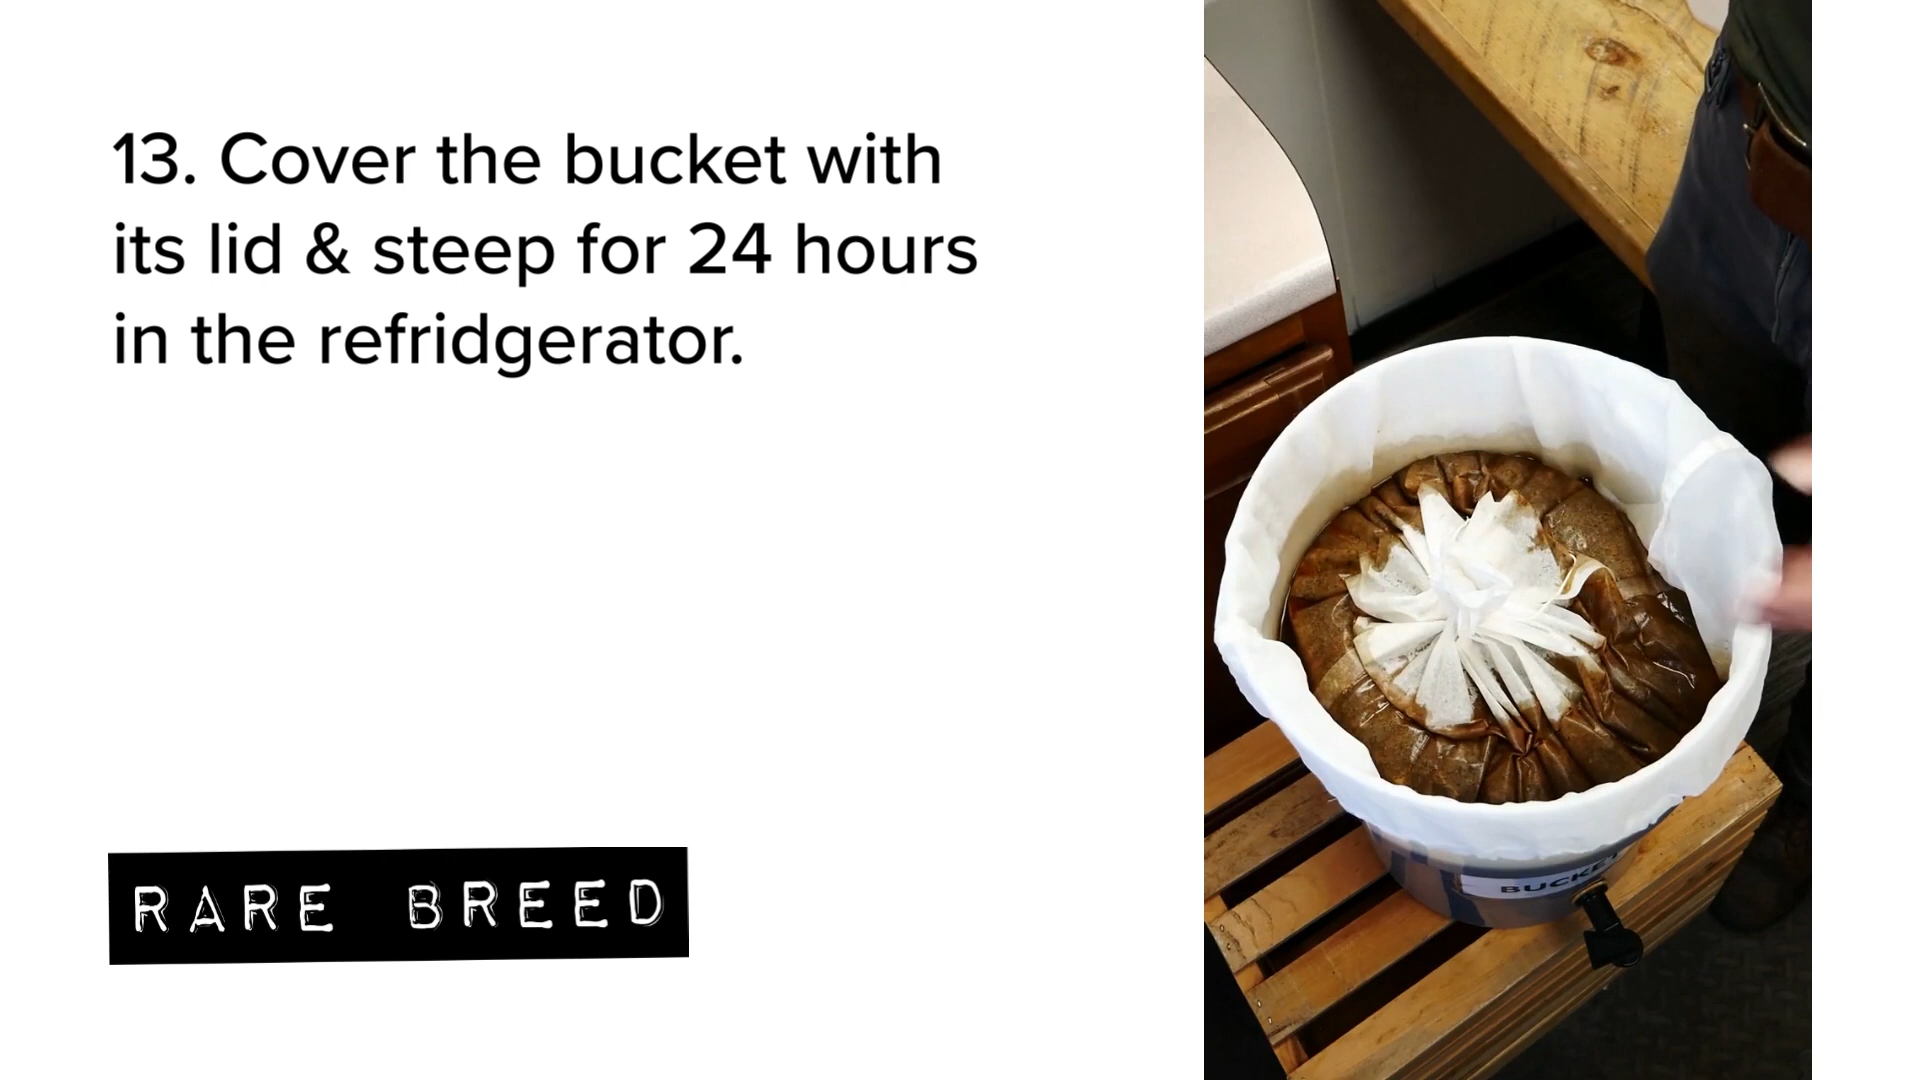 13. Cover the bucket with
its lid & steep for 24 hours
in the refridgerator.
RARE BREED